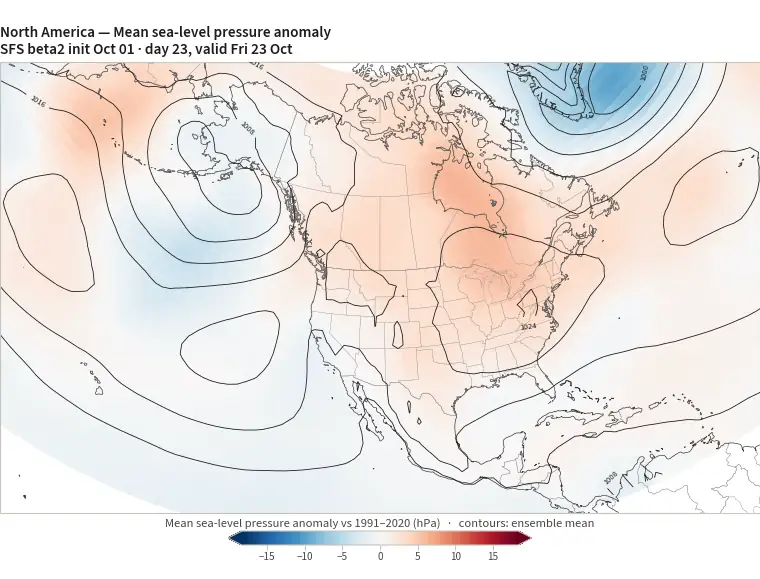 North America — Mean sea-level pressure anomaly
SFS beta2 init Oct 01 · day 23, valid Fri 23 Oct
1016
1016
1000
1008
1024
1008
Mean sea-level pressure anomaly vs 1991–2020 (hPa) · contours: ensemble mean
−15 −10 −5 0 5 10 15